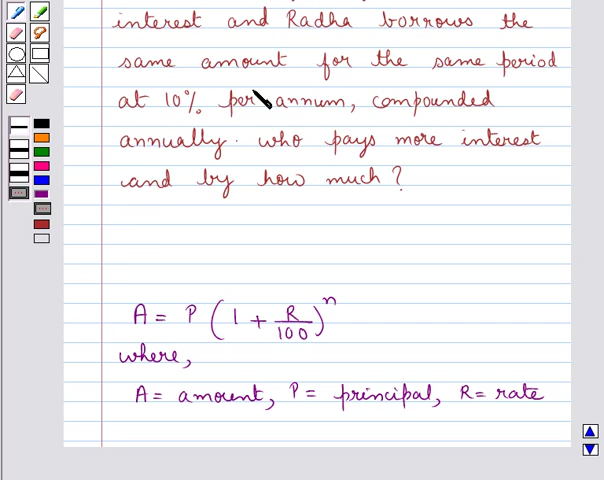 interest and Radha borrows the
same amount for the same period
at 10% per annum, compounded
annually. who pays more interest
and by how much?
A = P (1 + R/100)^n
where,
A = amount, P = principal, R = rate